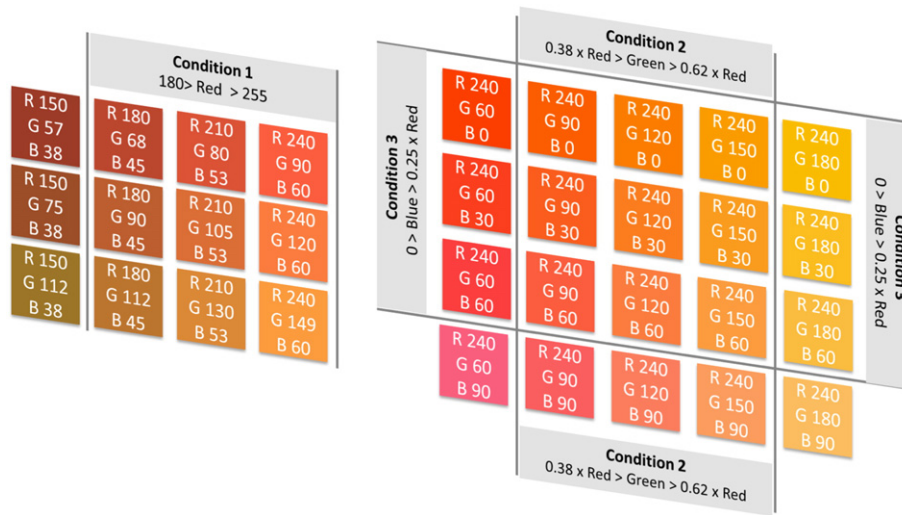 Condition 1
180> Red > 255
R 150
G 57
B 38
R 180
G 68
B 45
R 210
G 80
B 53
R 240
G 90
B 60
R 150
G 75
B 38
R 180
G 90
B 45
R 210
G 105
B 53
R 240
G 120
B 60
R 150
G 112
B 38
R 180
G 112
B 45
R 210
G 130
B 53
R 240
G 149
B 60
Condition 2
0.38 x Red > Green > 0.62 x Red
Condition 3
0 > Blue > 0.25 x Red
R 240
G 60
B 0
R 240
G 90
B 0
R 240
G 120
B 0
R 240
G 150
B 0
R 240
G 180
B 0
R 240
G 60
B 30
R 240
G 90
B 30
R 240
G 120
B 30
R 240
G 150
B 30
R 240
G 180
B 30
R 240
G 60
B 60
R 240
G 90
B 60
R 240
G 120
B 60
R 240
G 150
B 60
R 240
G 180
B 60
R 240
G 60
B 90
R 240
G 90
B 90
R 240
G 120
B 90
R 240
G 150
B 90
R 240
G 180
B 90
Condition 3
0 > Blue > 0.25 x Red
Condition 2
0.38 x Red > Green > 0.62 x Red